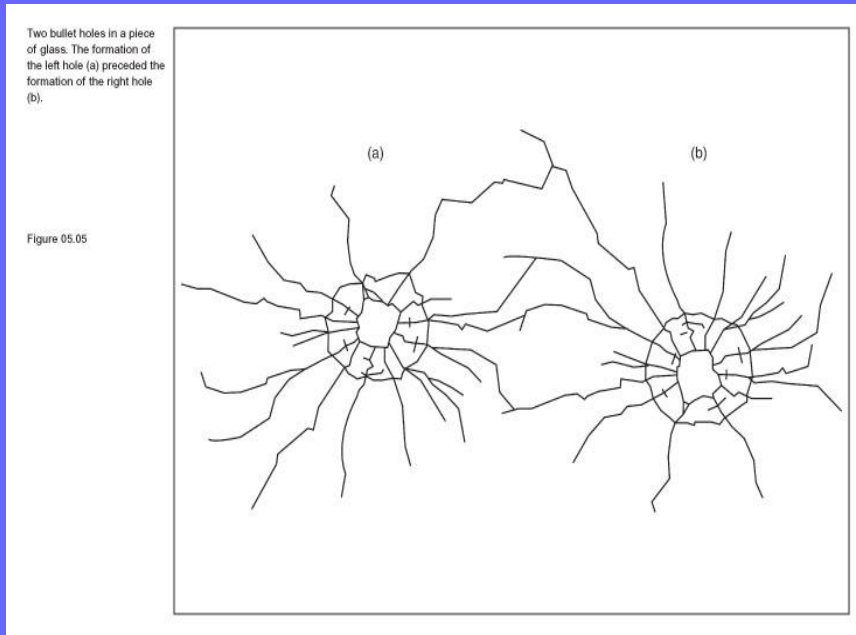 Two bullet holes in a piece
of glass. The formation of
the left hole (a) preceded the
formation of the right hole
(b).
(a)
(b)
Figure 05.05